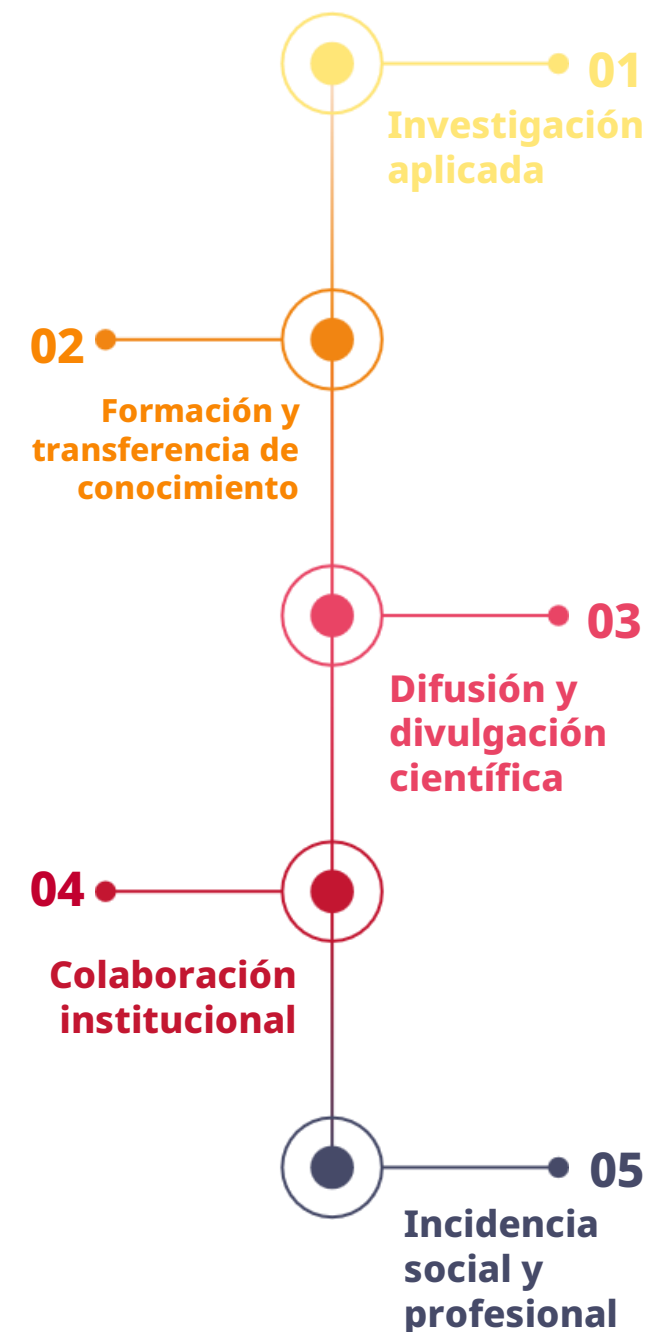 01
Investigación
aplicada
02
Formación y
transferencia de
conocimiento
03
Difusión y
divulgación
científica
04
Colaboración
institucional
05
Incidencia
social y
profesional